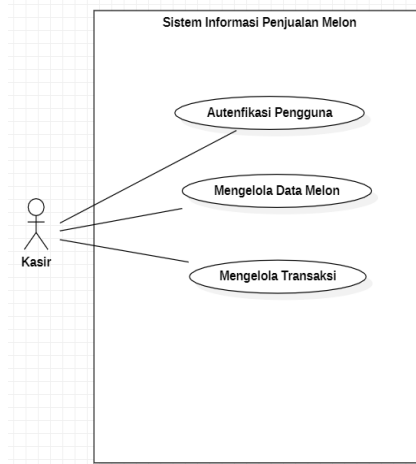 Sistem Informasi Penjualan Melon
Autenfikasi Pengguna
Mengelola Data Melon
Kasir
Mengelola Transaksi